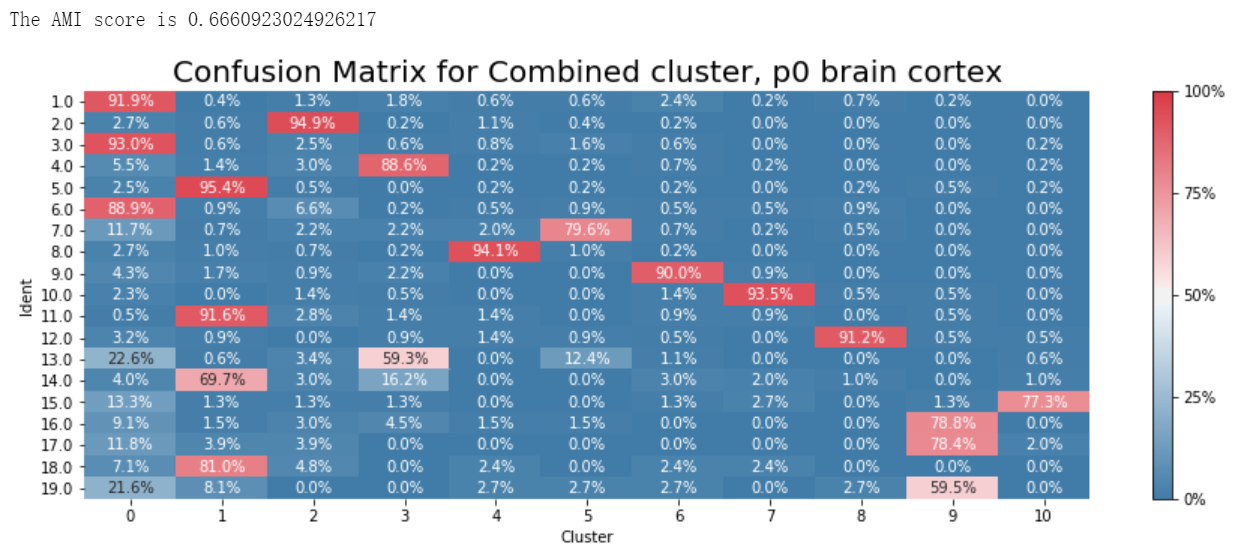 The AMI score is 0.6660923024926217
Confusion Matrix for Combined cluster, p0 brain cortex
1.0 91.9% 0.4% 1.3% 1.8% 0.6% 0.6% 2.4% 0.2% 0.7% 0.2% 0.0%
2.0 2.7% 0.6% 94.9% 0.2% 1.1% 0.4% 0.2% 0.0% 0.0% 0.0% 0.0%
3.0 93.0% 0.6% 2.5% 0.6% 0.8% 1.6% 0.6% 0.0% 0.0% 0.0% 0.2%
4.0 5.5% 1.4% 3.0% 88.6% 0.2% 0.2% 0.7% 0.2% 0.0% 0.0% 0.2%
5.0 2.5% 95.4% 0.5% 0.0% 0.2% 0.2% 0.2% 0.0% 0.2% 0.5% 0.2%
6.0 88.9% 0.9% 6.6% 0.2% 0.5% 0.9% 0.5% 0.5% 0.9% 0.0% 0.0%
7.0 11.7% 0.7% 2.2% 2.2% 2.0% 79.6% 0.7% 0.2% 0.5% 0.0% 0.0%
8.0 2.7% 1.0% 0.7% 0.2% 94.1% 1.0% 0.2% 0.0% 0.0% 0.0% 0.0%
9.0 4.3% 1.7% 0.9% 2.2% 0.0% 0.0% 90.0% 0.9% 0.0% 0.0% 0.0%
10.0 2.3% 0.0% 1.4% 0.5% 0.0% 0.0% 1.4% 93.5% 0.5% 0.5% 0.0%
11.0 0.5% 91.6% 2.8% 1.4% 1.4% 0.0% 0.9% 0.9% 0.0% 0.5% 0.0%
12.0 3.2% 0.9% 0.0% 0.9% 1.4% 0.9% 0.5% 0.0% 91.2% 0.5% 0.5%
13.0 22.6% 0.6% 3.4% 59.3% 0.0% 12.4% 1.1% 0.0% 0.0% 0.0% 0.6%
14.0 4.0% 69.7% 3.0% 16.2% 0.0% 0.0% 3.0% 2.0% 1.0% 0.0% 1.0%
15.0 13.3% 1.3% 1.3% 1.3% 0.0% 0.0% 1.3% 2.7% 0.0% 1.3% 77.3%
16.0 9.1% 1.5% 3.0% 4.5% 1.5% 1.5% 0.0% 0.0% 0.0% 78.8% 0.0%
17.0 11.8% 3.9% 3.9% 0.0% 0.0% 0.0% 0.0% 0.0% 0.0% 78.4% 2.0%
18.0 7.1% 81.0% 4.8% 0.0% 2.4% 0.0% 2.4% 2.4% 0.0% 0.0% 0.0%
19.0 21.6% 8.1% 0.0% 0.0% 2.7% 2.7% 2.7% 0.0% 2.7% 59.5% 0.0%
0 1 2 3 4 5 6 7 8 9 10
Cluster
Ident
100%
75%
50%
25%
0%